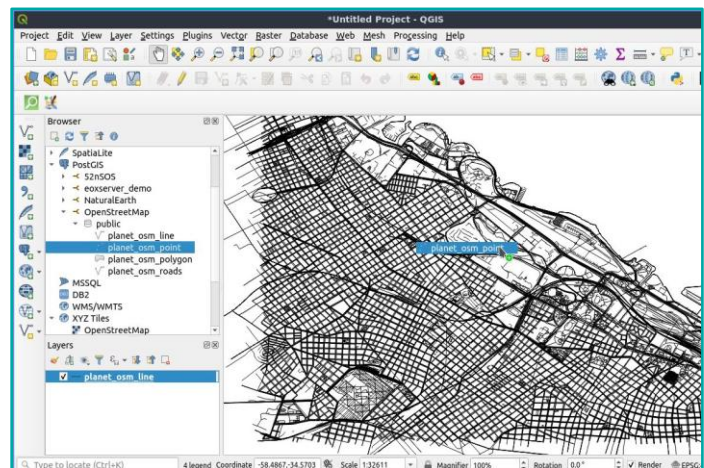 *Untitled Project - QGIS
Project Edit View Layer Settings Plugins Vector Raster Database Web Mesh Processing Help
Browser
SpatiaLite
PostGIS
52nSOS
eoxserver_demo
NaturalEarth
OpenStreetMap
public
planet_osm_line
planet_osm_point
planet_osm_polygon
planet_osm_roads
MSSQL
DB2
WMS/WMTS
XYZ Tiles
OpenStreetMap
planet_osm_point
Layers
planet_osm_line
Type to locate (Ctrl+K) 4 legend Coordinate -58.4867,-34.5703 Scale 1:32611 Magnifier 100% Rotation 0.0° Render EPSG: